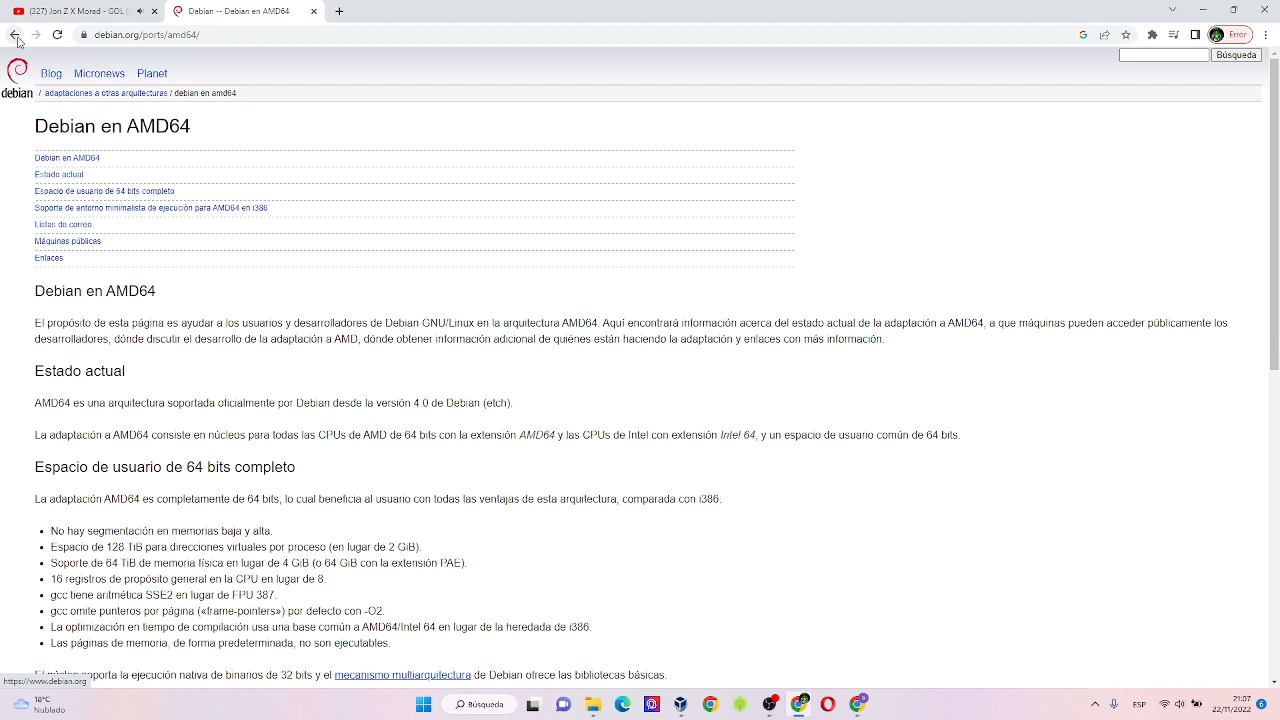 (327) Jon Z X Morad - GOL (
Debian -- Debian en AMD64
debian.org/ports/amd64/
Error
Búsqueda
Blog Micronews Planet
debian / adaptaciones a otras arquitecturas / debian en amd64
Debian en AMD64
Debian en AMD64
Estado actual
Espacio de usuario de 64 bits completo
Soporte de entorno minimalista de ejecución para AMD64 en i386
Listas de correo
Máquinas públicas
Enlaces
Debian en AMD64
El propósito de esta página es ayudar a los usuarios y desarrolladores de Debian GNU/Linux en la arquitectura AMD64. Aquí encontrará información acerca del estado actual de la adaptación a AMD64, a que máquinas pueden acceder públicamente los
desarrolladores, dónde discutir el desarrollo de la adaptación a AMD, dónde obtener información adicional de quiénes están haciendo la adaptación y enlaces con más información.
Estado actual
AMD64 es una arquitectura soportada oficialmente por Debian desde la versión 4.0 de Debian (etch).
La adaptación a AMD64 consiste en núcleos para todas las CPUs de AMD de 64 bits con la extensión AMD64 y las CPUs de Intel con extensión Intel 64, y un espacio de usuario común de 64 bits.
Espacio de usuario de 64 bits completo
La adaptación AMD64 es completamente de 64 bits, lo cual beneficia al usuario con todas las ventajas de esta arquitectura, comparada con i386.
• No hay segmentación en memorias baja y alta.
• Espacio de 128 TiB para direcciones virtuales por proceso (en lugar de 2 GiB).
• Soporte de 64 TiB de memoria física en lugar de 4 GiB (o 64 GiB con la extensión PAE).
• 16 registros de propósito general en la CPU en lugar de 8.
• gcc tiene aritmética SSE2 en lugar de FPU 387.
• gcc omite punteros por página («frame-pointers») por defecto con -O2.
• La optimización en tiempo de compilación usa una base común a AMD64/Intel 64 en lugar de la heredada de i386.
• Las páginas de memoria, de forma predeterminada, no son ejecutables.
El núcleo soporta la ejecución nativa de binarios de 32 bits y el mecanismo multiarquitectura de Debian ofrece las bibliotecas básicas.
https://www.debian.org
18°C
Nublado
Búsqueda
ESP
21:07
22/11/2022
6